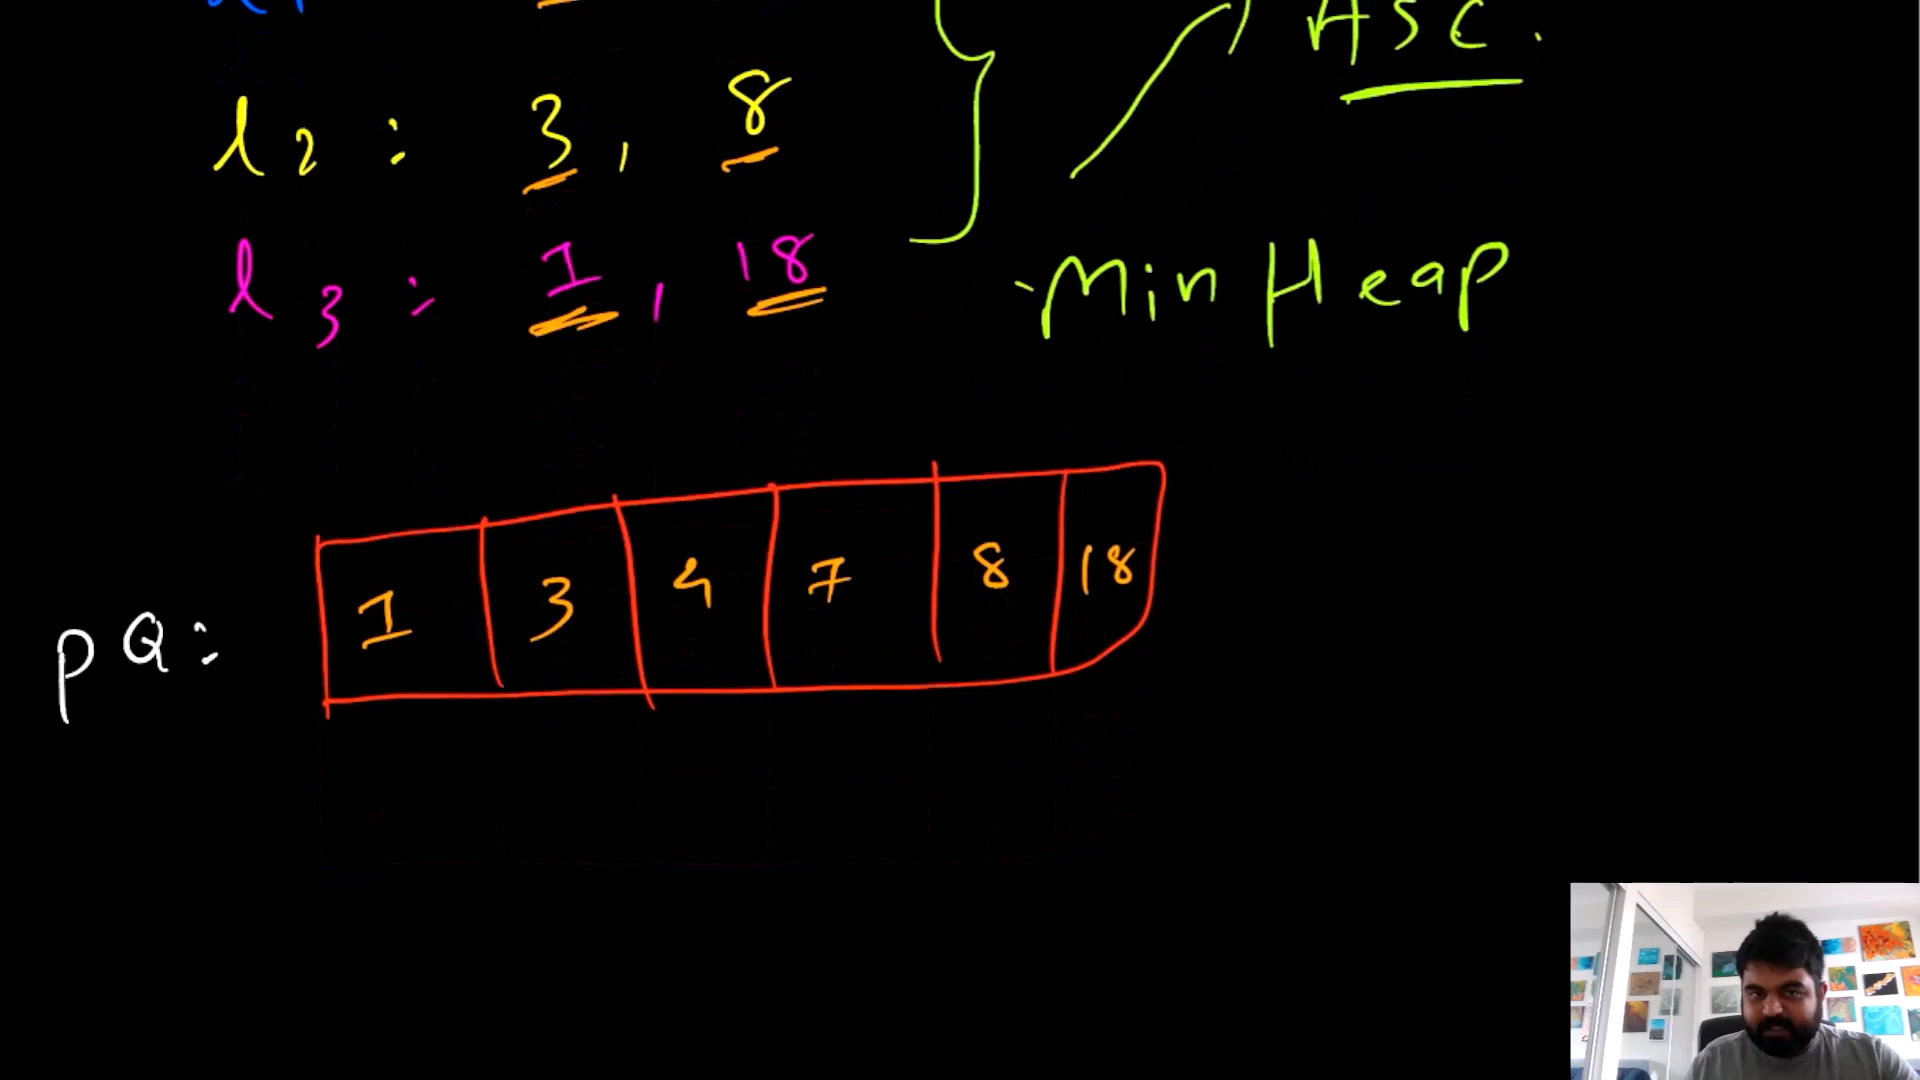 ASC.
l2 : 3, 8
l3 : 1, 18
Min Heap
PQ: 1 3 4 7 8 18